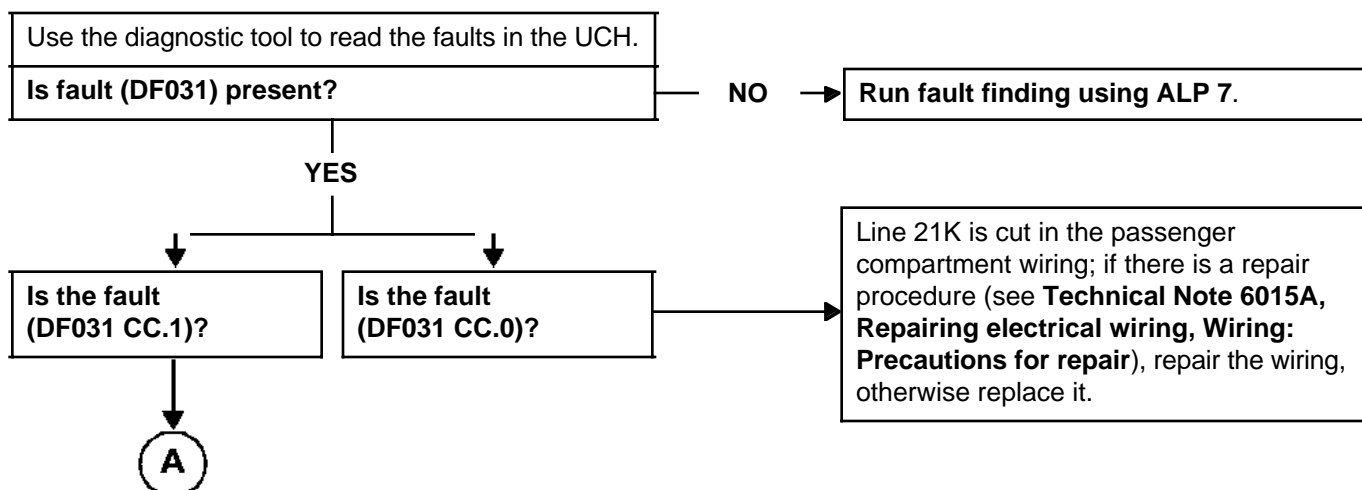 Use the diagnostic tool to read the faults in the UCH.
Is fault (DF031) present?
NO
Run fault finding using ALP 7.
YES
Is the fault
(DF031 CC.1)?
Is the fault
(DF031 CC.0)?
Line 21K is cut in the passenger
compartment wiring; if there is a repair
procedure (see Technical Note 6015A,
Repairing electrical wiring, Wiring:
Precautions for repair), repair the wiring,
otherwise replace it.
A